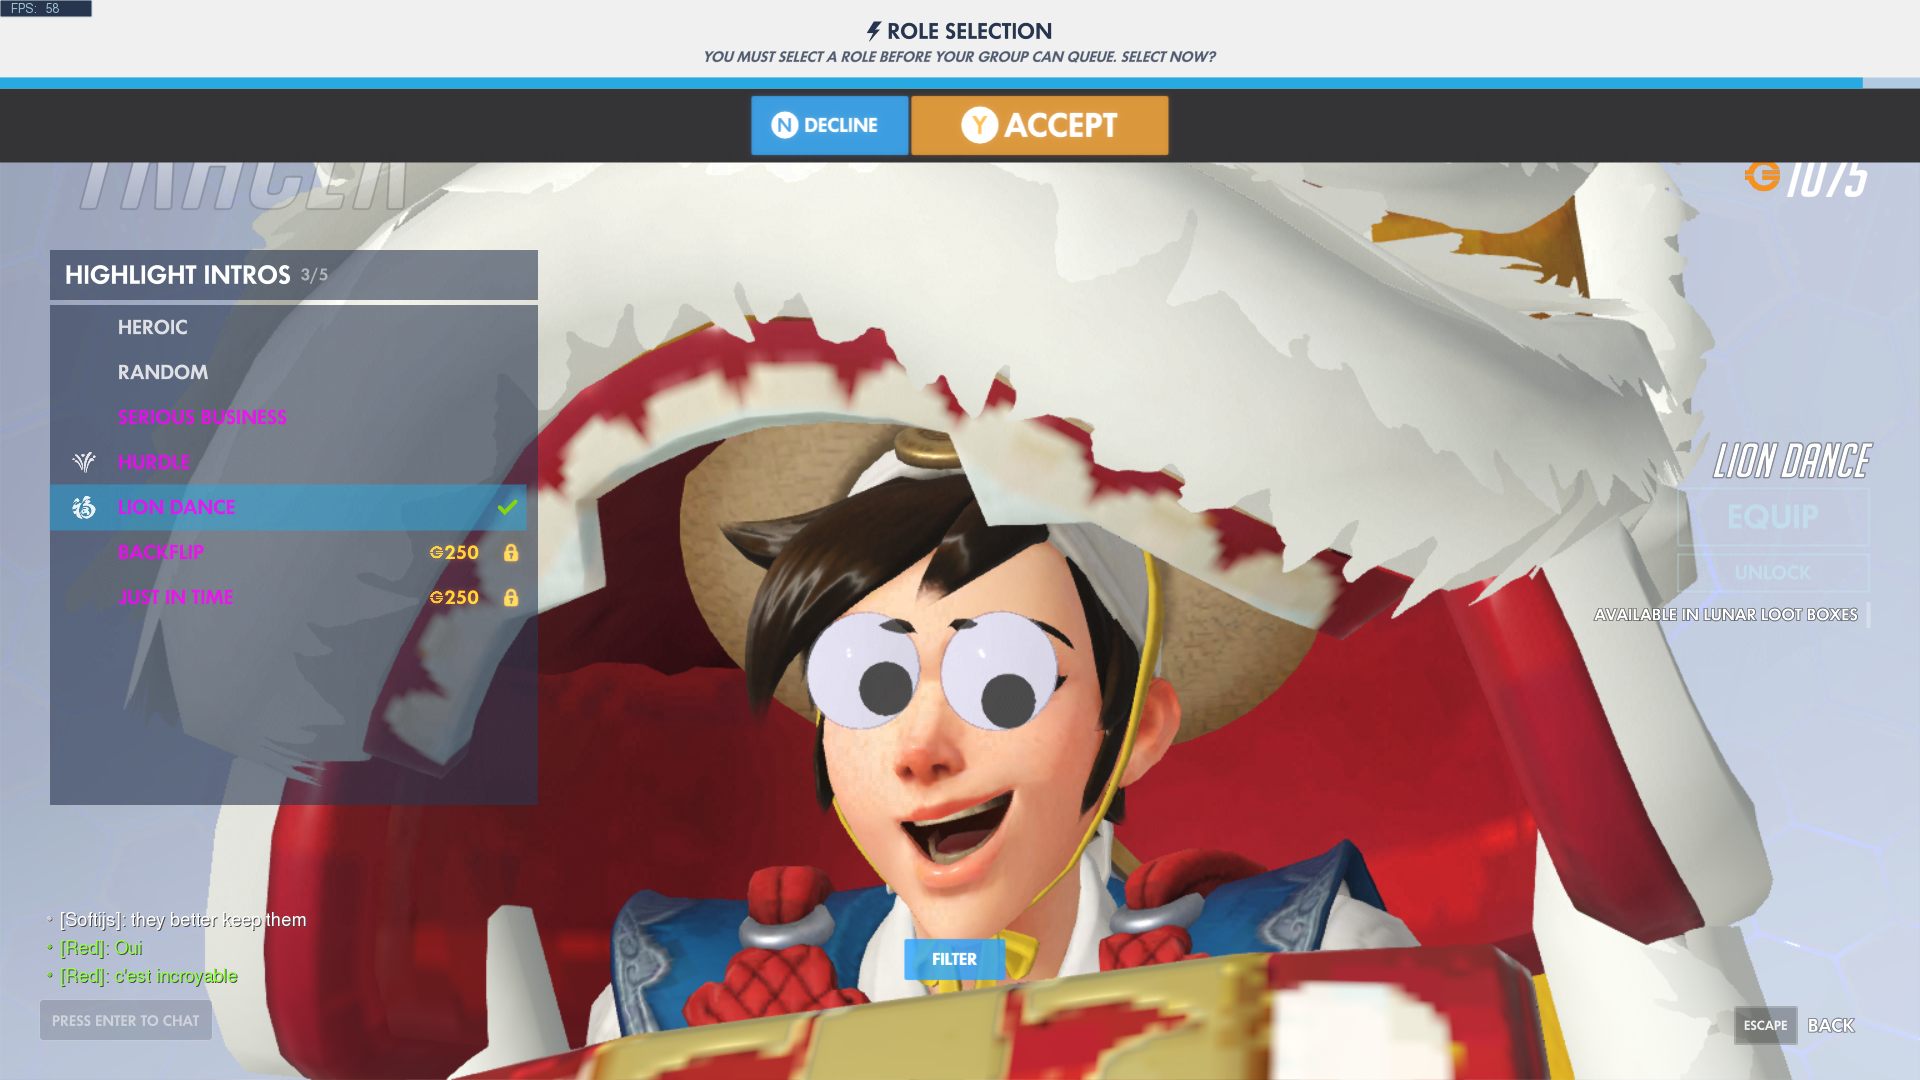 FPS: 58
ROLE SELECTION
YOU MUST SELECT A ROLE BEFORE YOUR GROUP CAN QUEUE. SELECT NOW?
N DECLINE
Y ACCEPT
TRACER
1075
HIGHLIGHT INTROS 3/5
HEROIC
RANDOM
SERIOUS BUSINESS
HURDLE
LION DANCE
BACKFLIP 250
JUST IN TIME 250
LION DANCE
EQUIP
UNLOCK
AVAILABLE IN LUNAR LOOT BOXES
[Softijs]: they better keep them
[Red]: Oui
[Red]: c'est incroyable
PRESS ENTER TO CHAT
FILTER
ESCAPE BACK